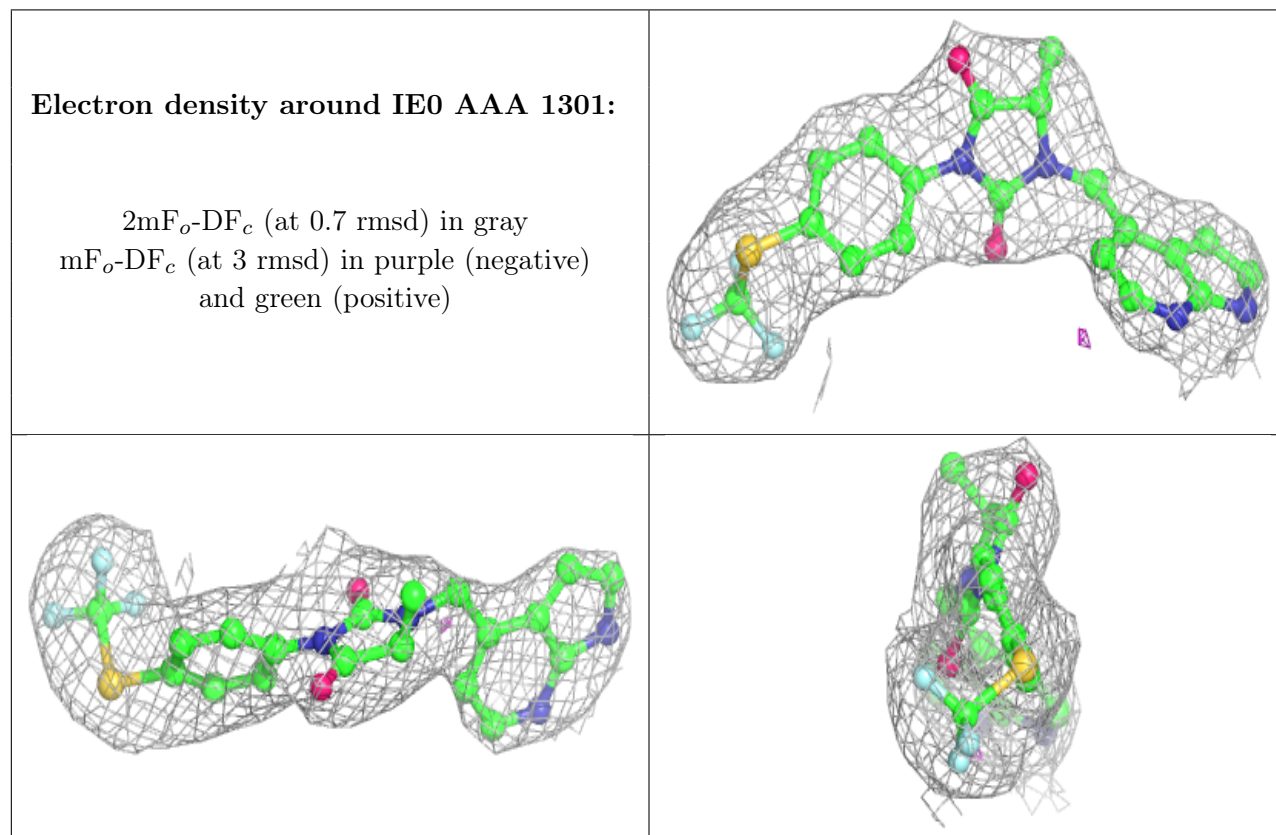 Electron density around IE0 AAA 1301:
2mFo-DFc (at 0.7 rmsd) in gray
mFo-DFc (at 3 rmsd) in purple (negative)
and green (positive)